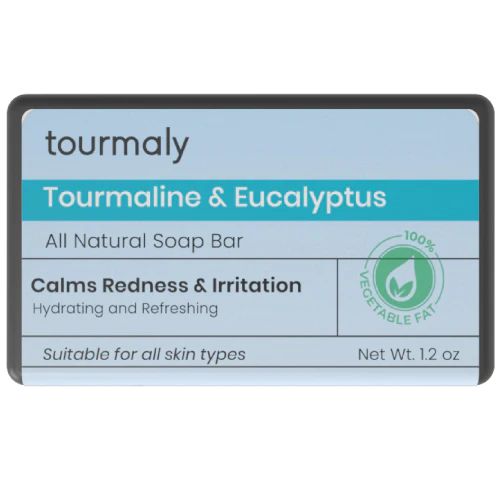 tourmaly
Tourmaline & Eucalyptus
All Natural Soap Bar
100%
VEGETABLE FAT
Calms Redness & Irritation
Hydrating and Refreshing
Suitable for all skin types
Net Wt. 1.2 oz